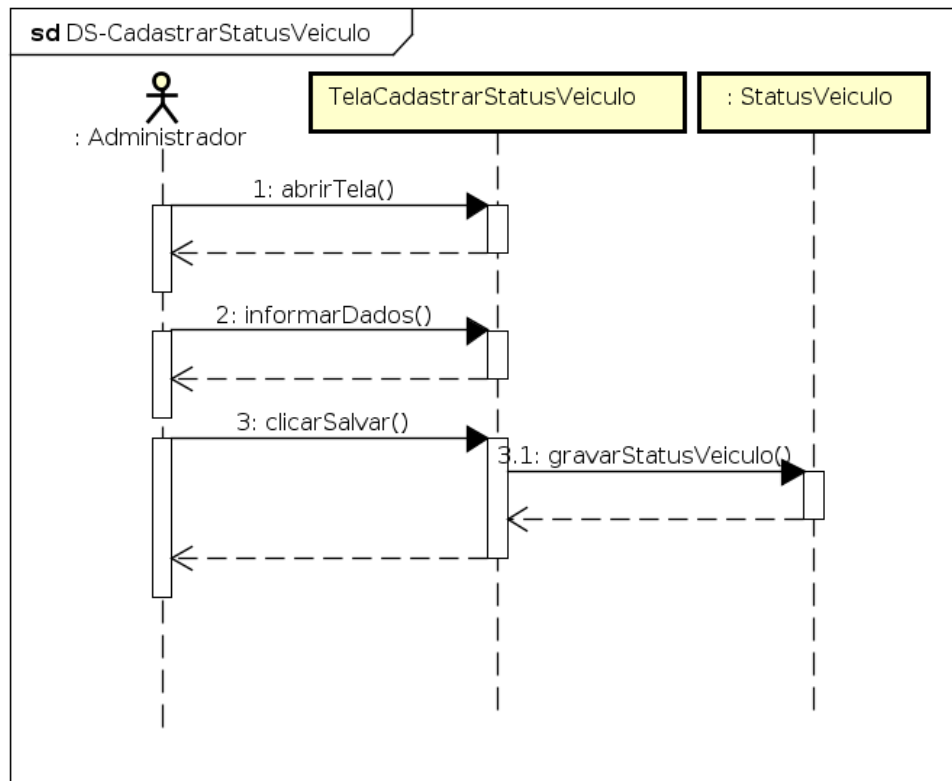 sd DS-CadastrarStatusVeiculo
TelaCadastrarStatusVeiculo
: StatusVeiculo
: Administrador
1: abrirTela()
2: informarDados()
3: clicarSalvar()
3.1: gravarStatusVeiculo()